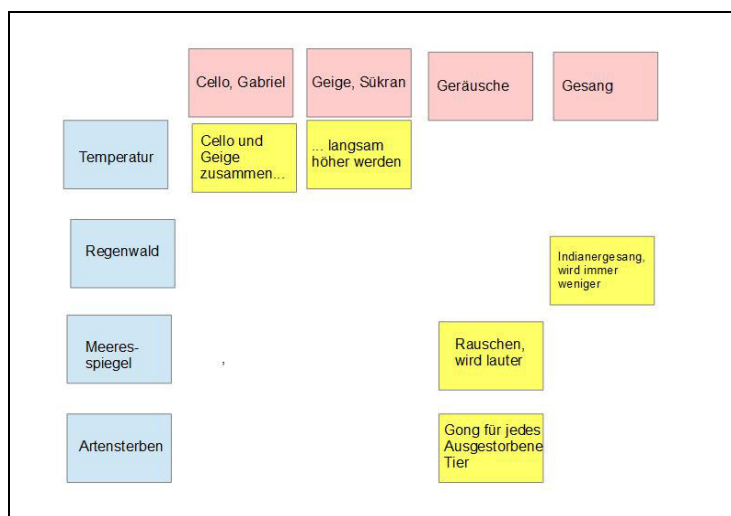 Cello, Gabriel
Geige, Sükran
Geräusche
Gesang
Temperatur
Cello und
Geige
zusammen...
... langsam
höher werden
Regenwald
Indianergesang,
wird immer
weniger
Meeres-
spiegel
,
Rauschen,
wird lauter
Artensterben
Gong für jedes
Ausgestorbene
Tier